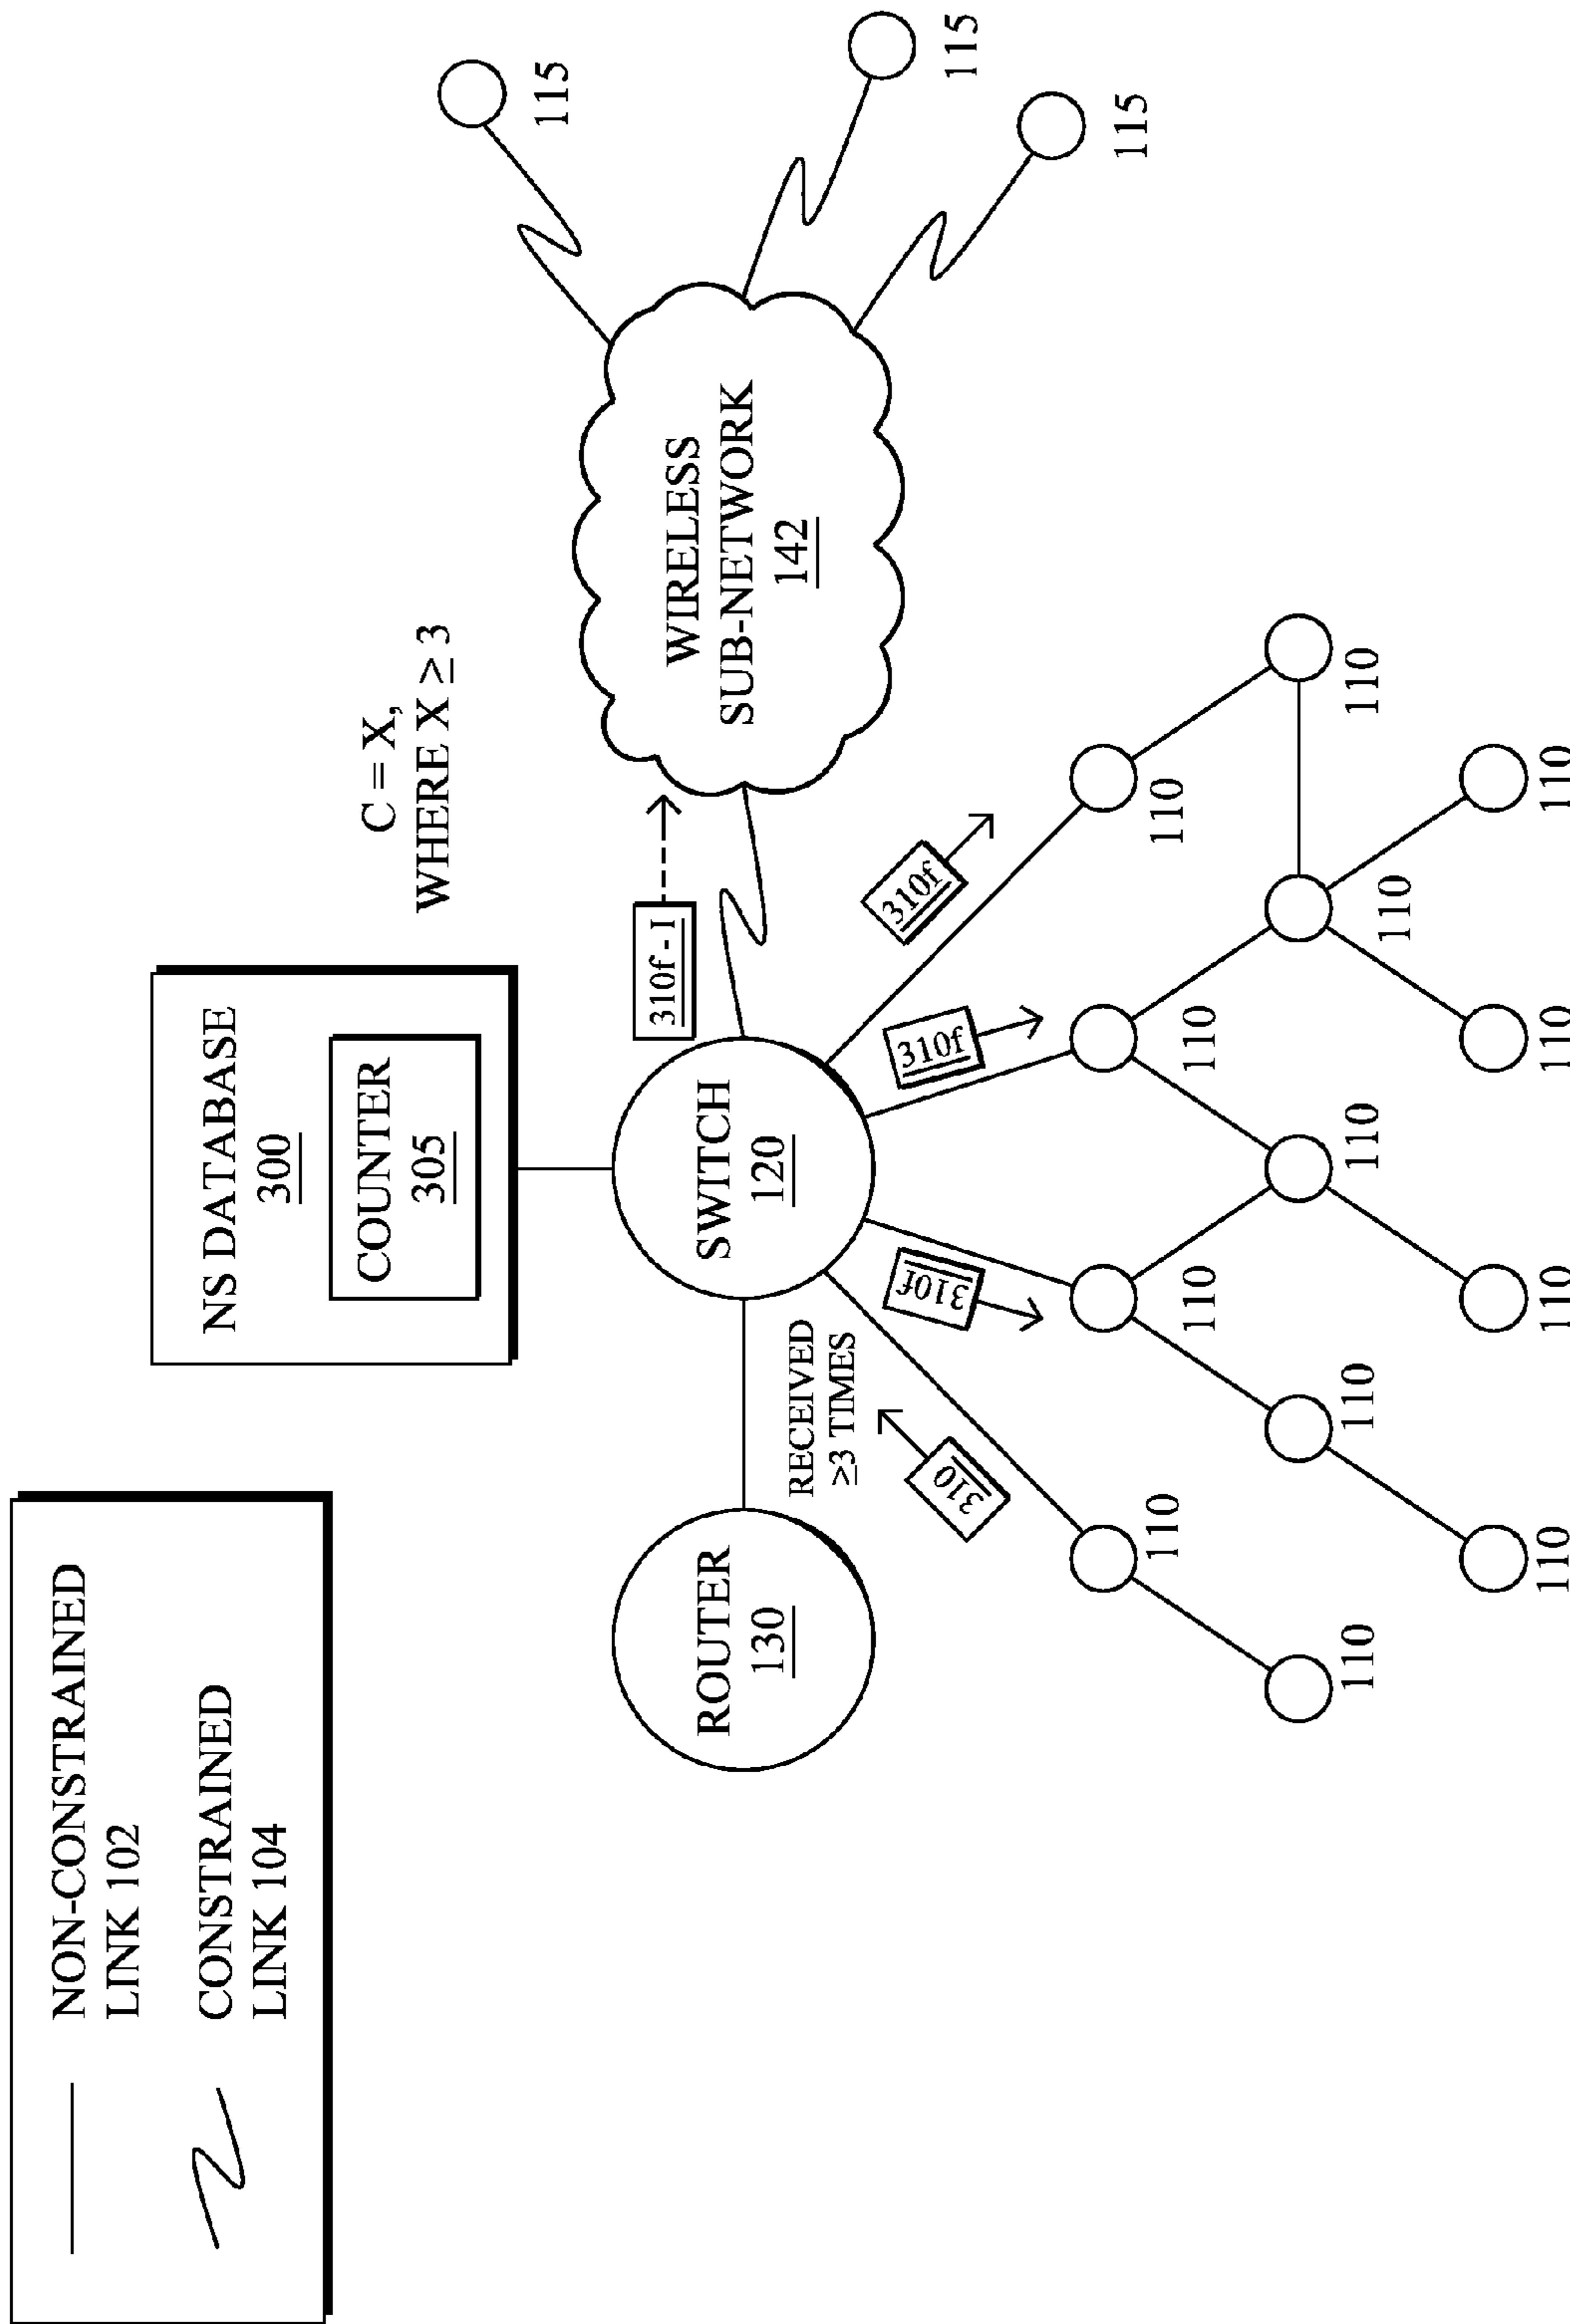 NON-CONSTRAINED
LINK 102
CONSTRAINED
LINK 104
NS DATABASE
300
COUNTER
305
C = X,
WHERE X ≥ 3
115
115
115
310f - I
WIRELESS
SUB-NETWORK
142
ROUTER
130
SWITCH
120
RECEIVED
≥3 TIMES
310
310f
310f
310f
110
110
110
110
110
110
110
110
110
110
110
110
110